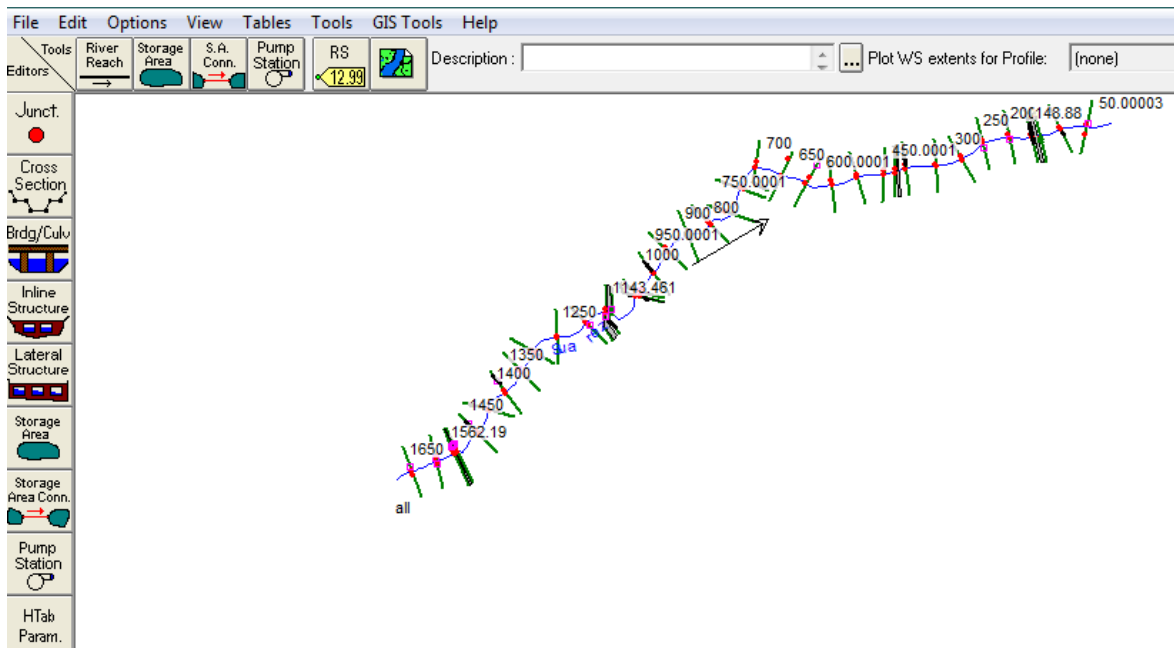 File Edit Options View Tables Tools GIS Tools Help
Tools
Editors
River
Reach
Storage
Area
S.A.
Conn.
Pump
Station
RS
12.99
Description :
...
Plot WS extents for Profile:
(none)
Junct.
Cross
Section
Brdg/Culv
Inline
Structure
Lateral
Structure
Storage
Area
Storage
Area Conn.
Pump
Station
HTab
Param.
50.00003
148.88
200
250
300
450.0001
600.0001
650
700
750.0001
800
900
950.0001
1000
1143.461
1250
1350
1400
1450
1562.19
1650
all